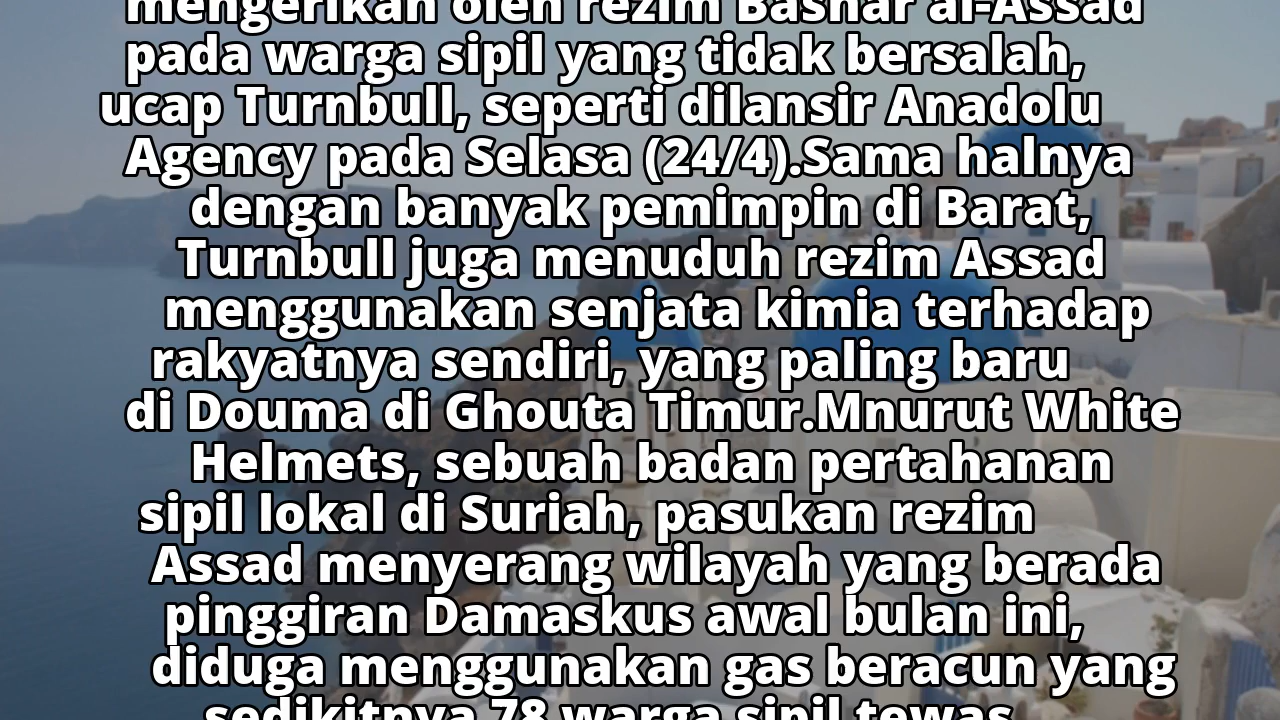 mengerikan oleh rezim Bashar al-Assad
pada warga sipil yang tidak bersalah,
ucap Turnbull, seperti dilansir Anadolu
Agency pada Selasa (24/4).Sama halnya
dengan banyak pemimpin di Barat,
Turnbull juga menuduh rezim Assad
menggunakan senjata kimia terhadap
rakyatnya sendiri, yang paling baru
di Douma di Ghouta Timur.Mnurut White
Helmets, sebuah badan pertahanan
sipil lokal di Suriah, pasukan rezim
Assad menyerang wilayah yang berada
pinggiran Damaskus awal bulan ini,
diduga menggunakan gas beracun yang
sedikitnya 78 warga sipil tewas